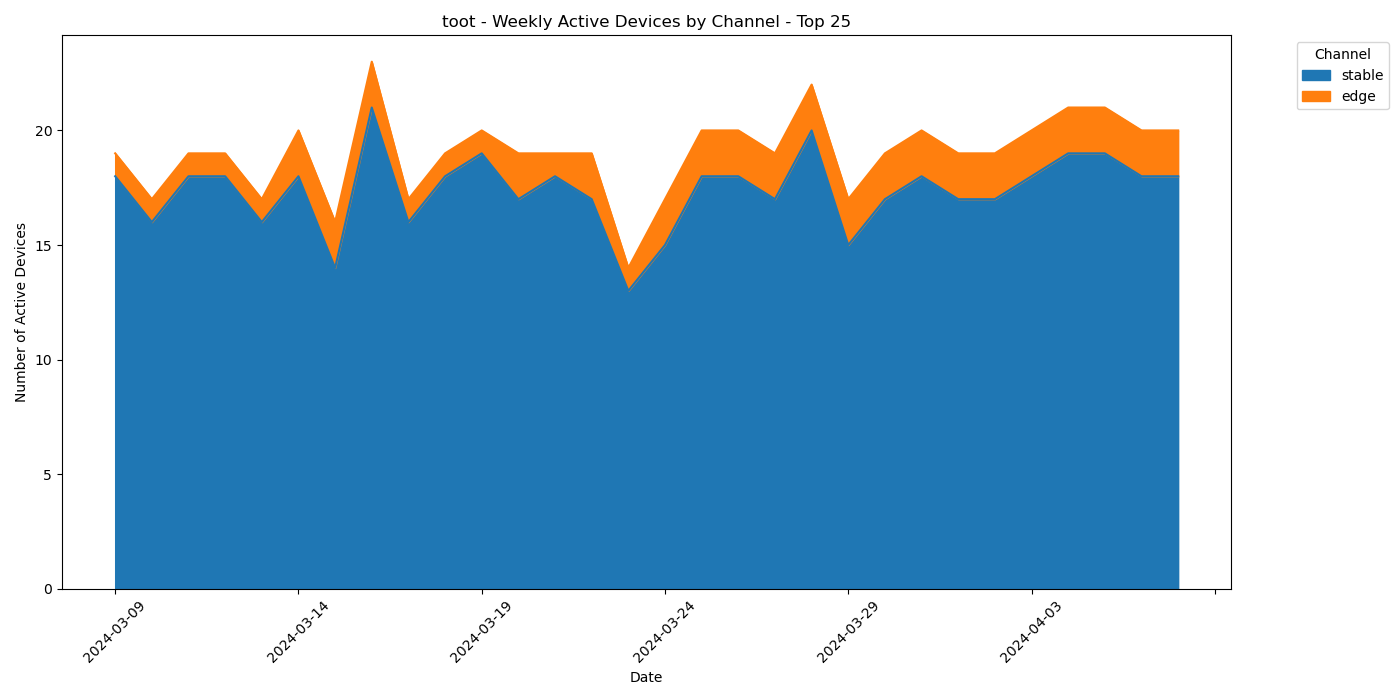 toot - Weekly Active Devices by Channel - Top 25
Channel
stable
edge
Number of Active Devices
20
15
10
5
0
2024-03-09
2024-03-14
2024-03-19
2024-03-24
2024-03-29
2024-04-03
Date